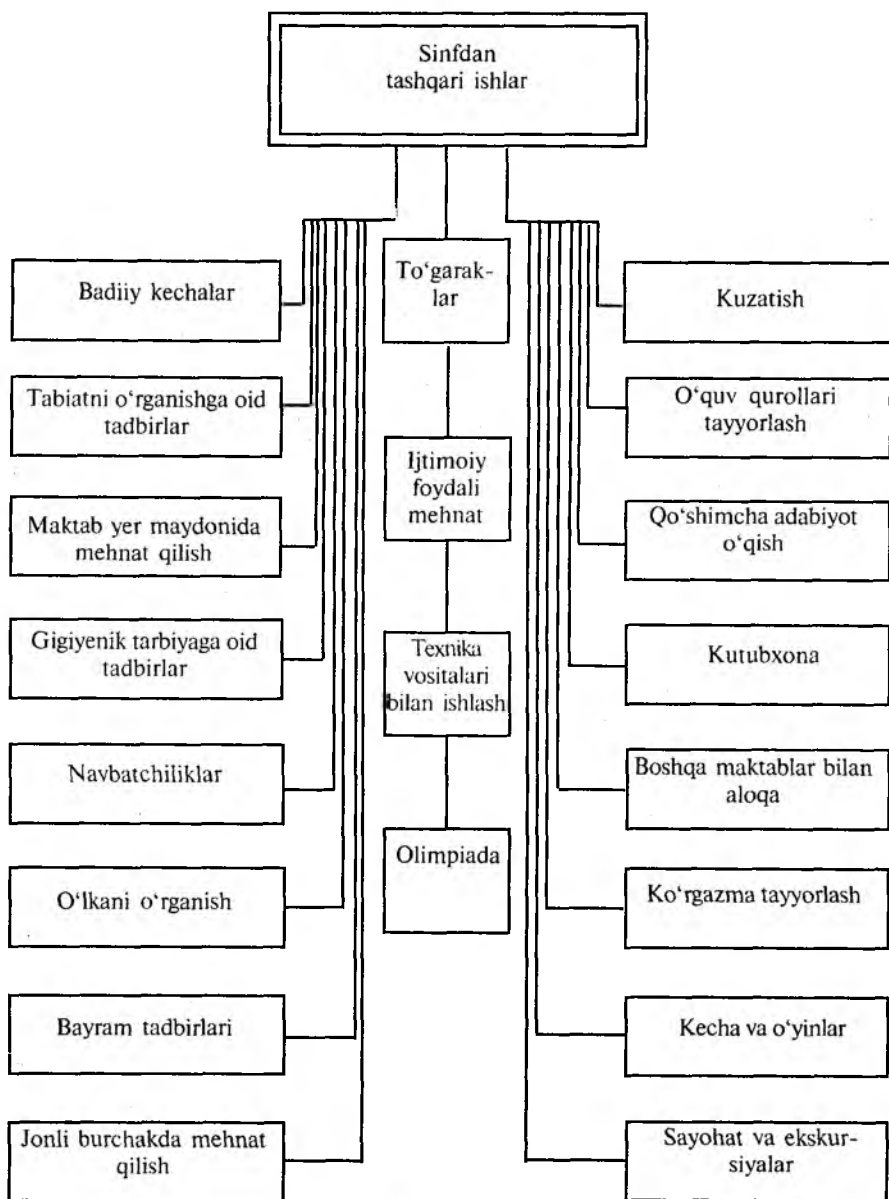 Sinfdan
tashqari ishlar
Badiiy kechalar
Tabiatni o‘rganishga oid
tadbirlar
Maktab yer maydonida
mehnat qilish
Gigiyenik tarbiyaga oid
tadbirlar
Navbatchiliklar
O‘lkani o‘rganish
Bayram tadbirlari
Jonli burchakda mehnat
qilish
To‘garak-
lar
Ijtimoiy
foydali
mehnat
Texnika
vositalari
bilan ishlash
Olimpiada
Kuzatish
O‘quv qurollari
tayyorlash
Qo‘shimcha adabiyot
o‘qish
Kutubxona
Boshqa maktablar bilan
aloqa
Ko‘rgazma tayyorlash
Kecha va o‘yinlar
Sayohat va ekskur-
siyalar